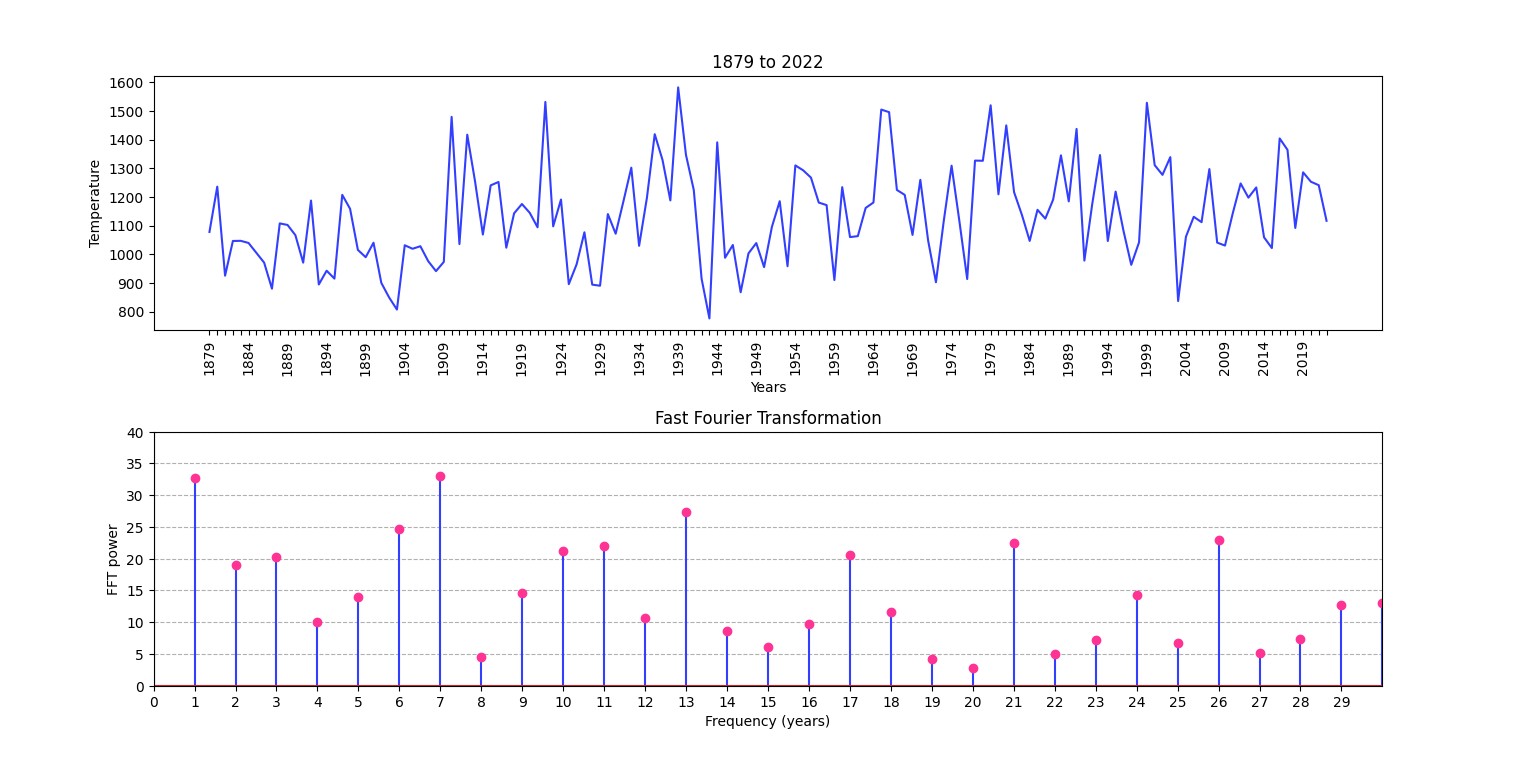 1879 to 2022
1600
1500
1400
1300
1200
1100
1000
900
800
Temperature
1879 1884 1889 1894 1899 1904 1909 1914 1919 1924 1929 1934 1939 1944 1949 1954 1959 1964 1969 1974 1979 1984 1989 1994 1999 2004 2009 2014 2019
Years
Fast Fourier Transformation
40
35
30
25
20
15
10
5
0
FFT power
0 1 2 3 4 5 6 7 8 9 10 11 12 13 14 15 16 17 18 19 20 21 22 23 24 25 26 27 28 29
Frequency (years)